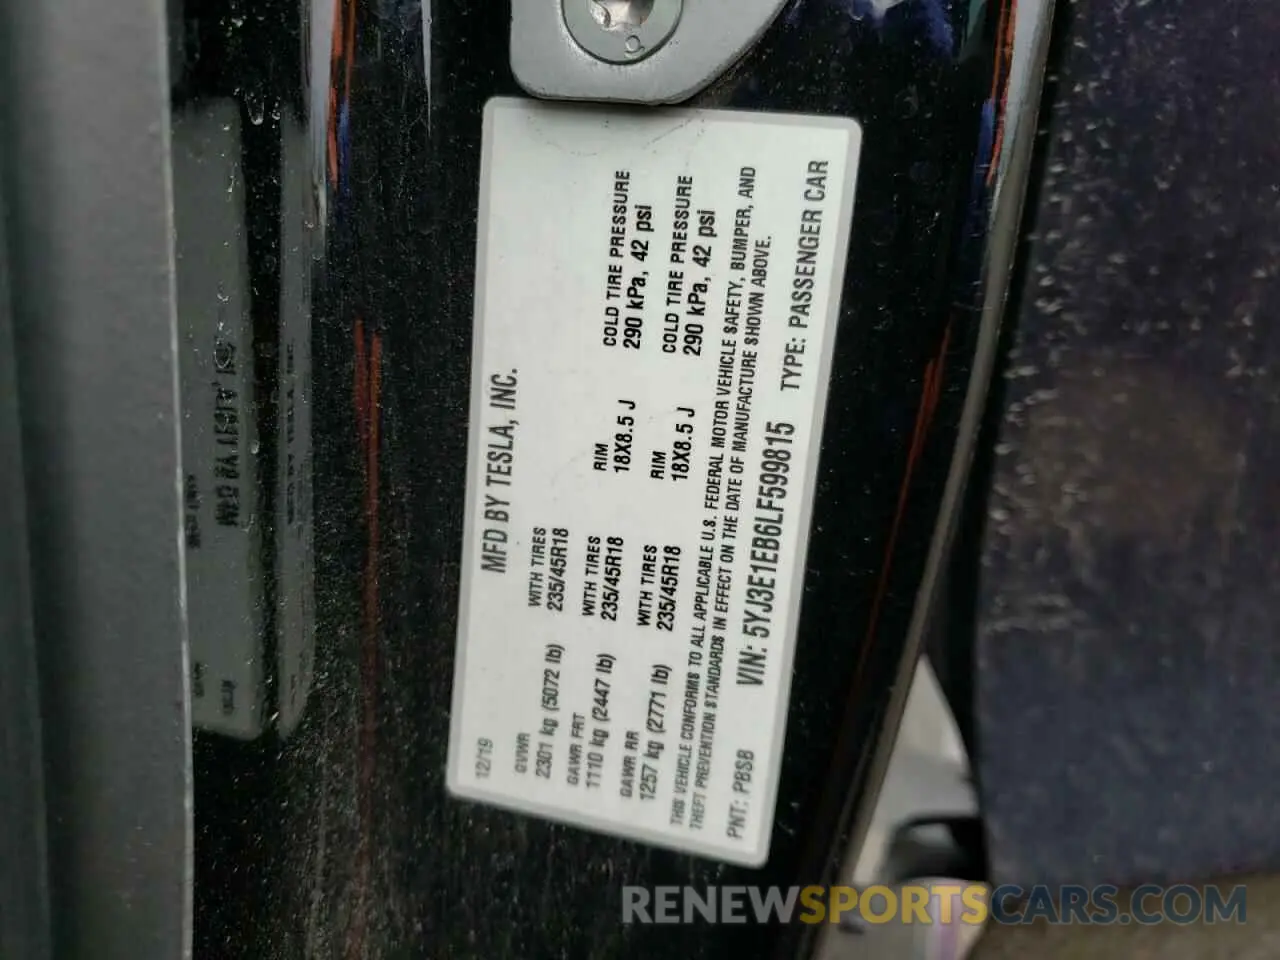 MFD BY TESLA, INC.
12/19
GVWR
2301 kg (5072 lb)
WITH TIRES
235/45R18
GAWR FRT
1110 kg (2447 lb)
WITH TIRES
235/45R18
RIM
18X8.5 J
COLD TIRE PRESSURE
290 kPa, 42 psi
GAWR RR
1257 kg (2771 lb)
WITH TIRES
235/45R18
RIM
18X8.5 J
COLD TIRE PRESSURE
290 kPa, 42 psi
THIS VEHICLE CONFORMS TO ALL APPLICABLE U.S. FEDERAL MOTOR VEHICLE SAFETY, BUMPER, AND
THEFT PREVENTION STANDARDS IN EFFECT ON THE DATE OF MANUFACTURE SHOWN ABOVE.
PNT: PBSB VIN: 5YJ3E1EB6LF599815 TYPE: PASSENGER CAR
RENEWSPORTSCARS.COM